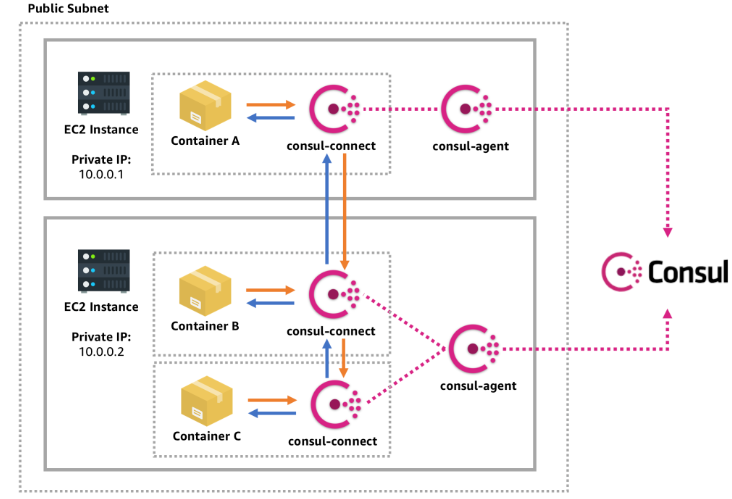 Public Subnet
EC2 Instance
Private IP:
10.0.0.1
Container A
consul-connect
consul-agent
EC2 Instance
Private IP:
10.0.0.2
Container B
consul-connect
Container C
consul-connect
consul-agent
Consul